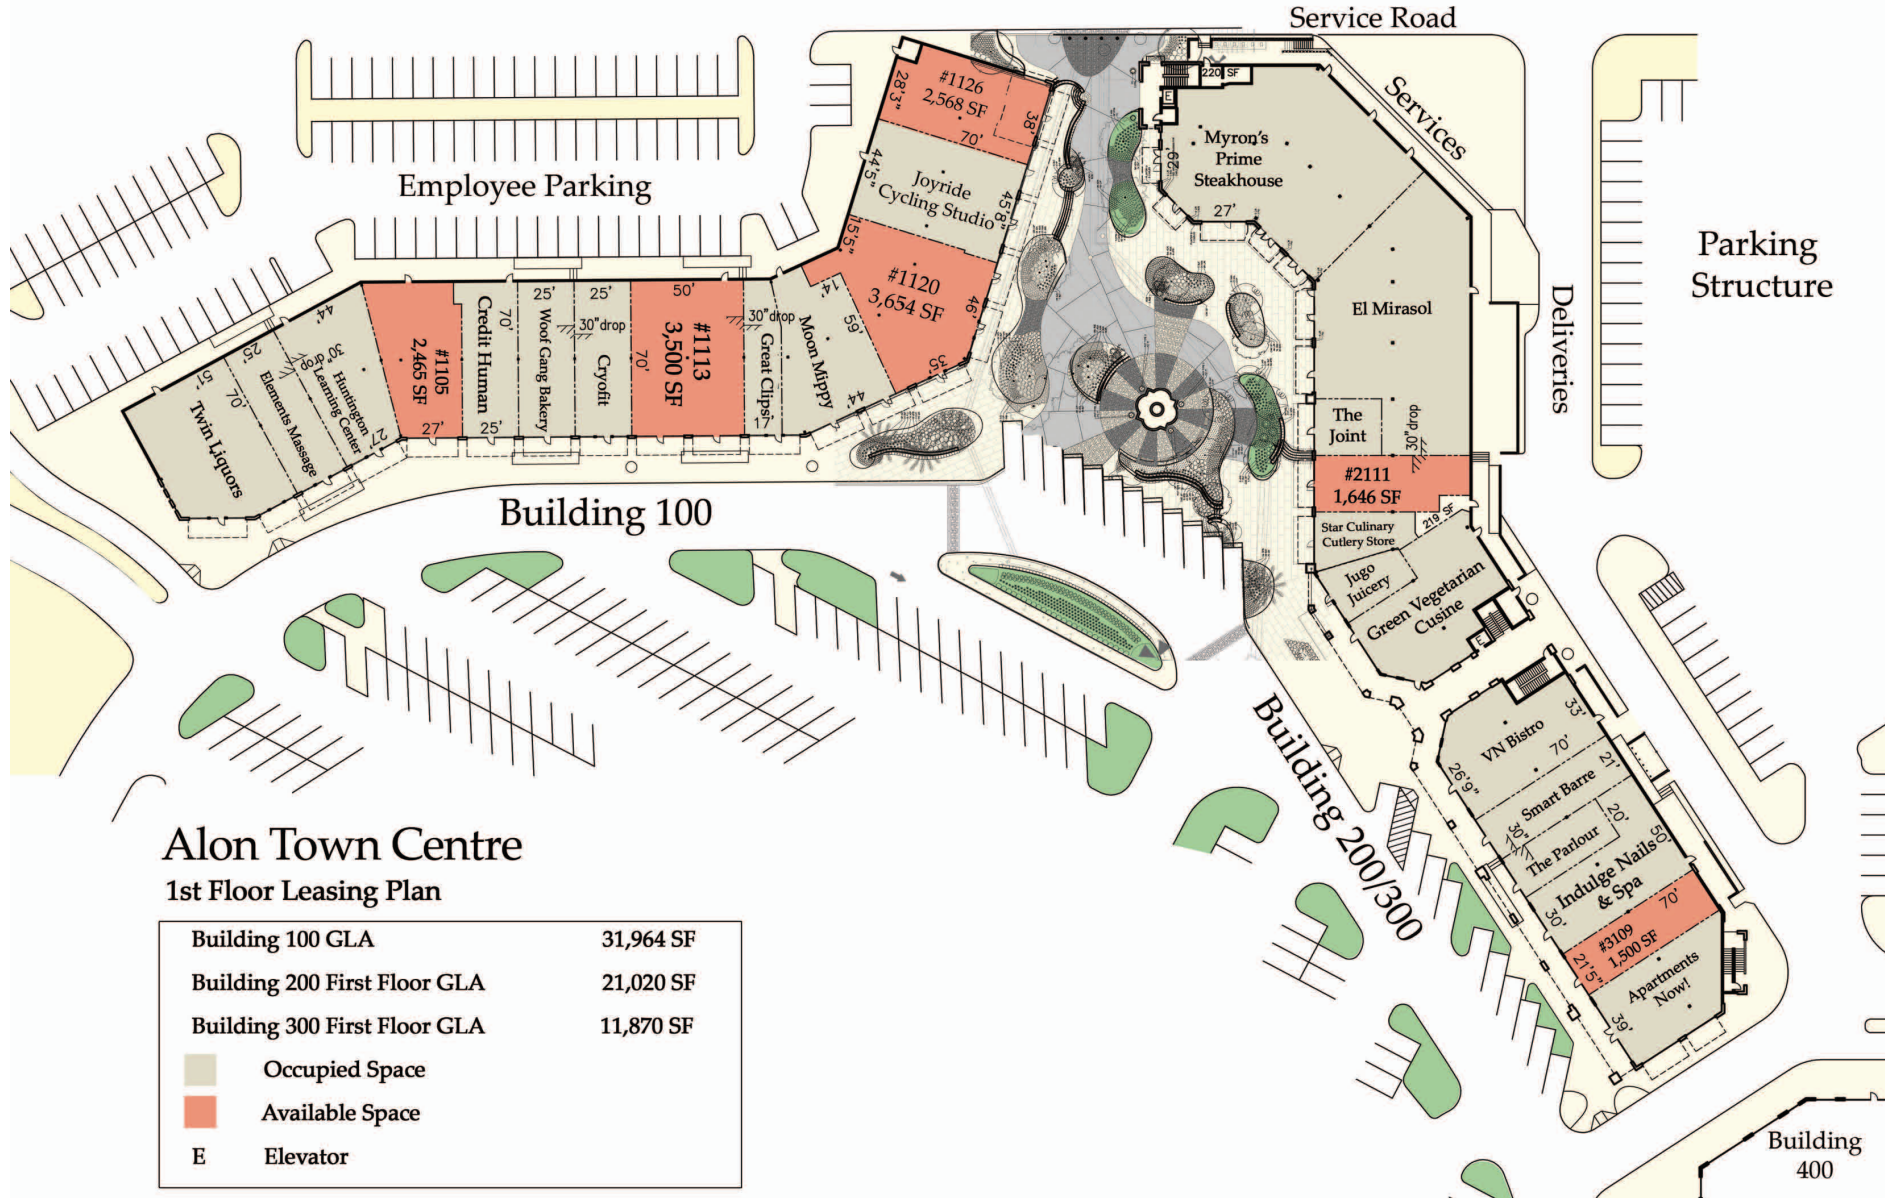 Service Road
Services
Employee Parking
Parking
Structure
Deliveries
#1126
2,568 SF
28'3"
38'
70'
Joyride
Cycling Studio
44'5"
45'8"
#1120
3,654 SF
15'5"
14'
59'
46'
35'
Moon Mippy
44'
Great Clips
17'
30"drop
50'
#1113
3,500 SF
70'
25'
Cryofit
30"drop
25'
Woof Gang Bakery
Credit Human
70'
25'
#1105
2,465 SF
27'
44'
30" drop
Huntington
Learning Center
27'
25'
Elements Massage
51'
70'
Twin Liquors
Building 100
220 SF
E
Myron's
Prime
Steakhouse
29'
27'
El Mirasol
The
Joint
30"drop
#2111
1,646 SF
Star Culinary
Cutlery Store
219 SF
Jugo
Juicery
Green Vegetarian
Cusine
E
Building 200/300
VN Bistro
33'
70'
26'9"
21'
Smart Barre
30"
The Parlour
20'
50'
Indulge Nails
& Spa
30'
70'
#3109
1,500 SF
21'5"
Apartments
Now!
39'
Building
400
Alon Town Centre
1st Floor Leasing Plan
Building 100 GLA 31,964 SF
Building 200 First Floor GLA 21,020 SF
Building 300 First Floor GLA 11,870 SF
Occupied Space
Available Space
E Elevator